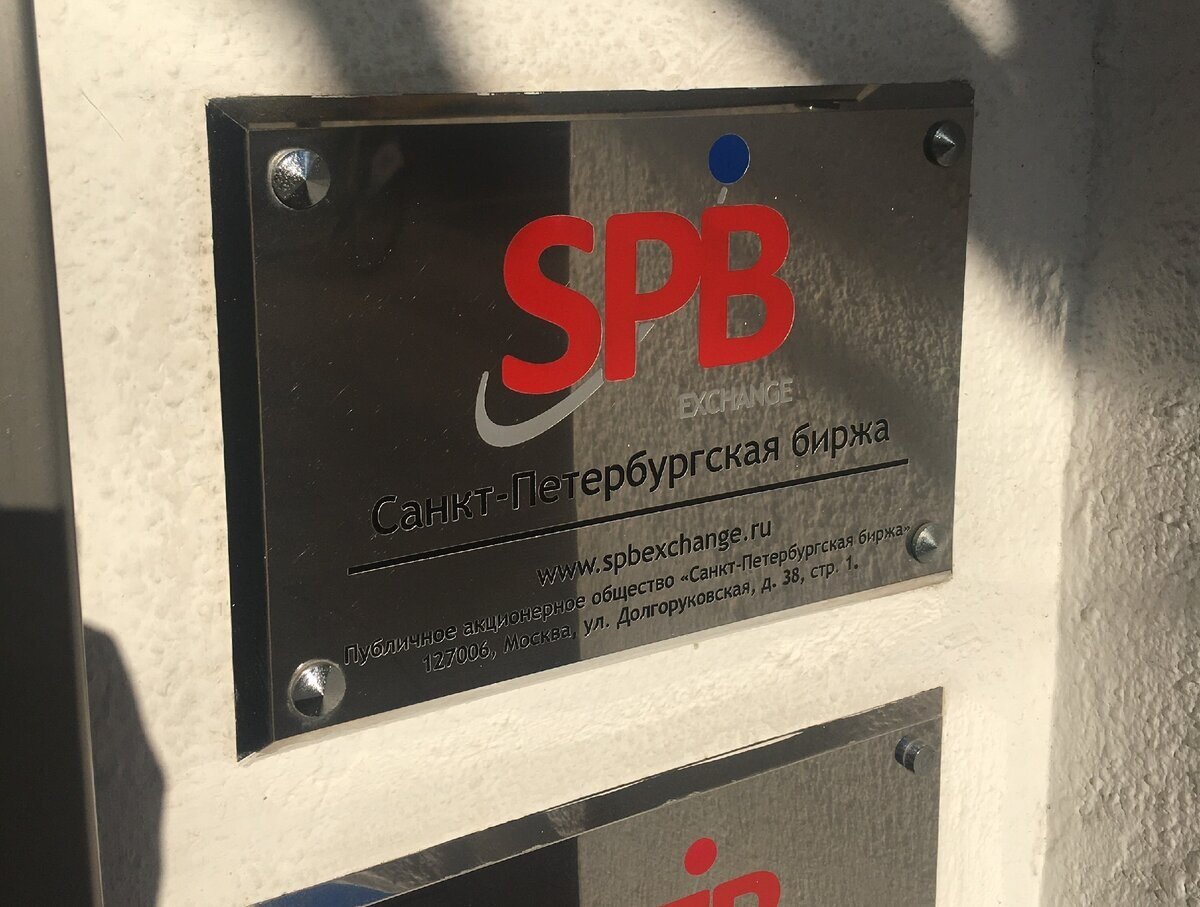 SPB
EXCHANGE
Санкт-Петербургская биржа
www.spbexchange.ru
Публичное акционерное общество «Санкт-Петербургская биржа»
127006, Москва, ул. Долгоруковская, д. 38, стр. 1.